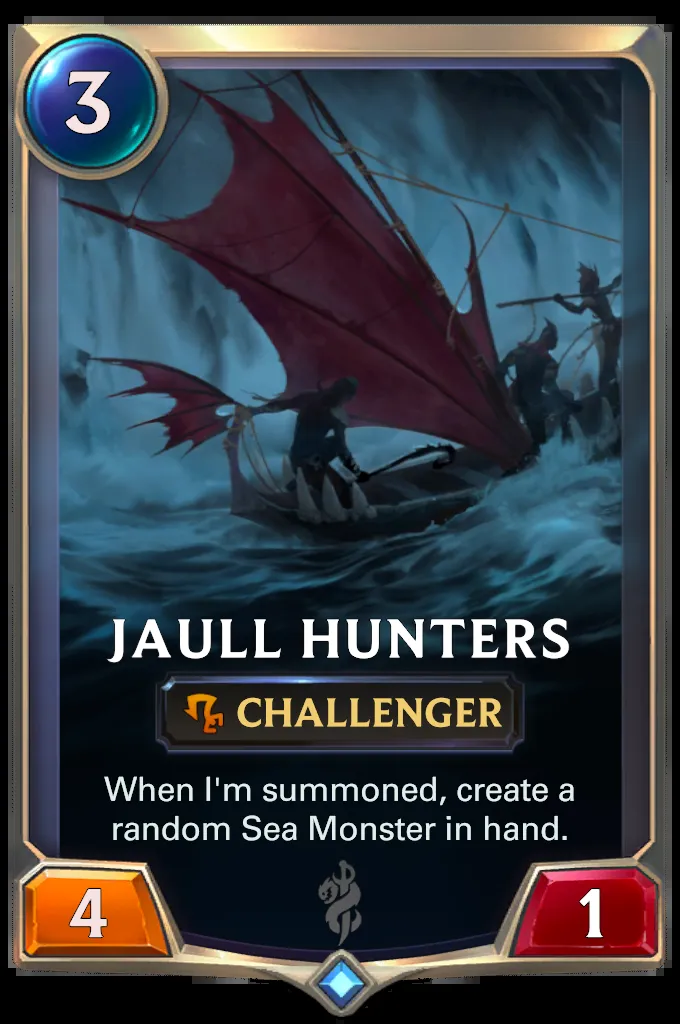 3
JAULL HUNTERS
CHALLENGER
When I'm summoned, create a
random Sea Monster in hand.
4
1